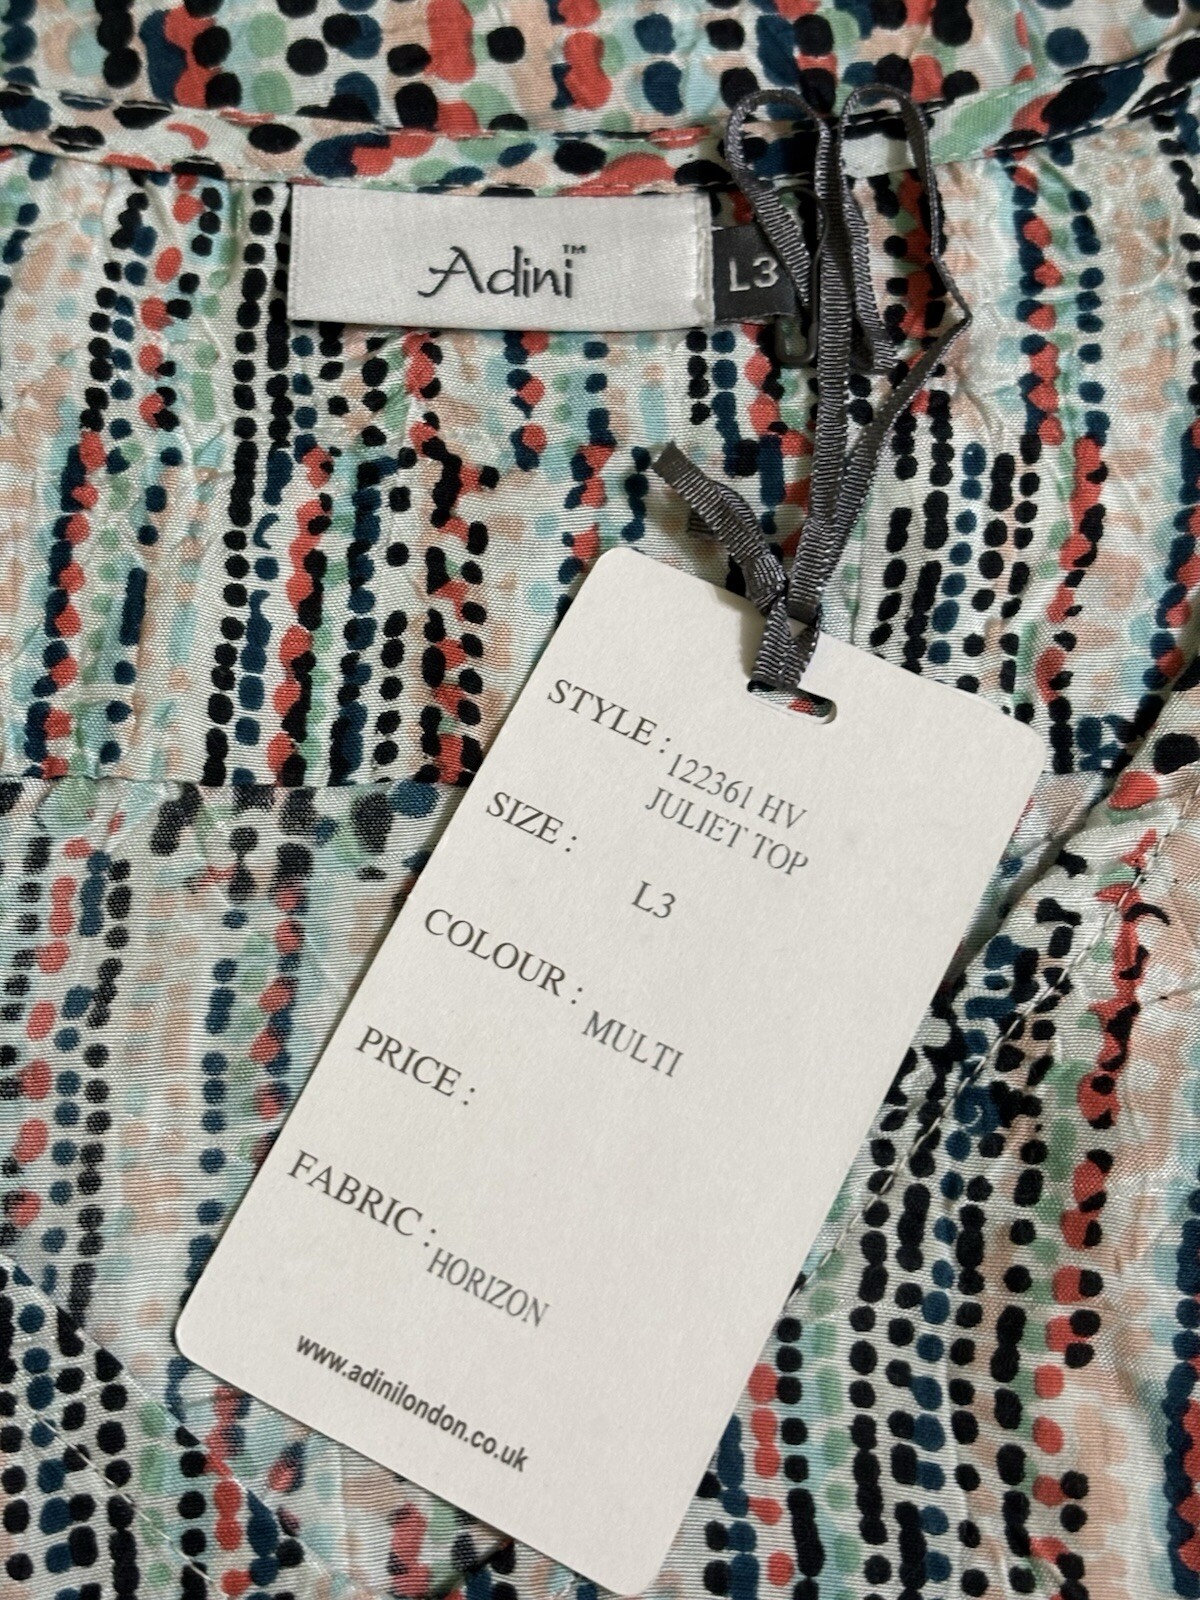 Adini™
L3
STYLE : 122361 HV
JULIET TOP
SIZE :
L3
COLOUR :
MULTI
PRICE :
FABRIC :
HORIZON
www.adinilondon.co.uk